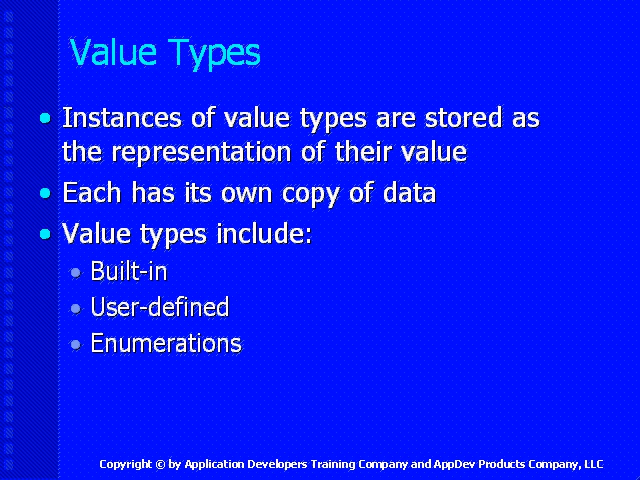 Value Types
• Instances of value types are stored as
the representation of their value
• Each has its own copy of data
• Value types include:
• Built-in
• User-defined
• Enumerations
Copyright © by Application Developers Training Company and AppDev Products Company, LLC